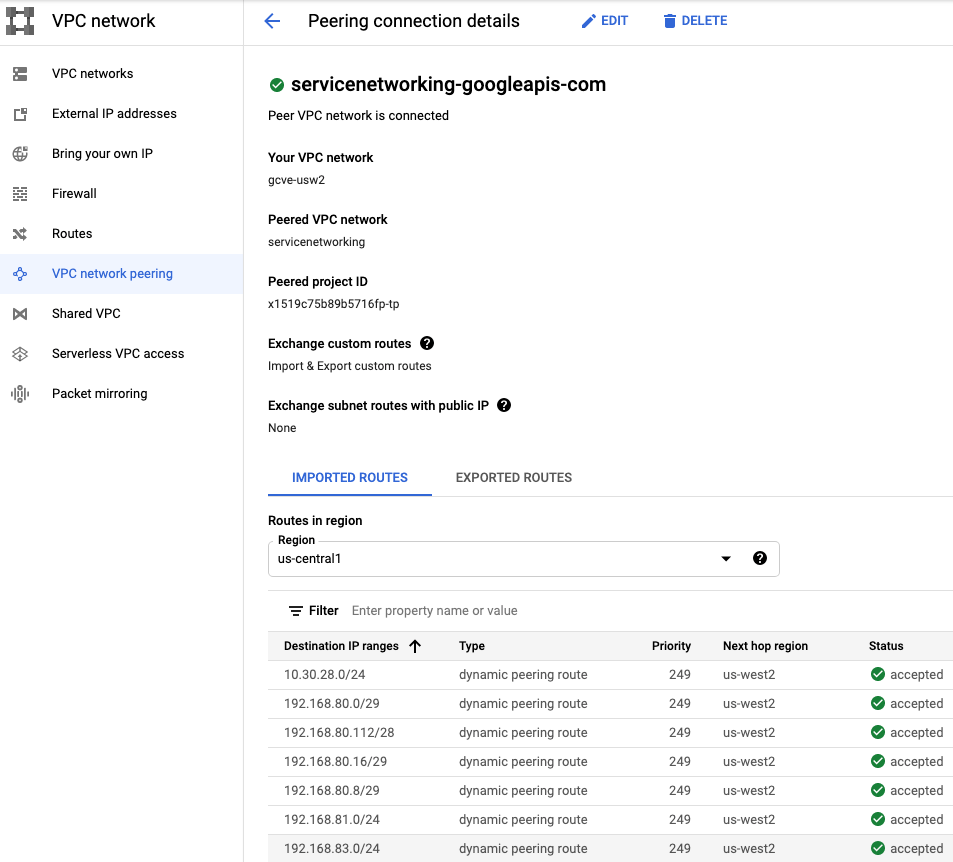 VPC network
Peering connection details
EDIT
DELETE
VPC networks
External IP addresses
Bring your own IP
Firewall
Routes
VPC network peering
Shared VPC
Serverless VPC access
Packet mirroring
servicenetworking-googleapis-com
Peer VPC network is connected
Your VPC network
gcve-usw2
Peered VPC network
servicenetworking
Peered project ID
x1519c75b89b5716fp-tp
Exchange custom routes ?
Import & Export custom routes
Exchange subnet routes with public IP ?
None
IMPORTED ROUTES EXPORTED ROUTES
Routes in region
Region
us-central1 ?
Filter Enter property name or value
Destination IP ranges Type Priority Next hop region Status
10.30.28.0/24 dynamic peering route 249 us-west2 accepted
192.168.80.0/29 dynamic peering route 249 us-west2 accepted
192.168.80.112/28 dynamic peering route 249 us-west2 accepted
192.168.80.16/29 dynamic peering route 249 us-west2 accepted
192.168.80.8/29 dynamic peering route 249 us-west2 accepted
192.168.81.0/24 dynamic peering route 249 us-west2 accepted
192.168.83.0/24 dynamic peering route 249 us-west2 accepted